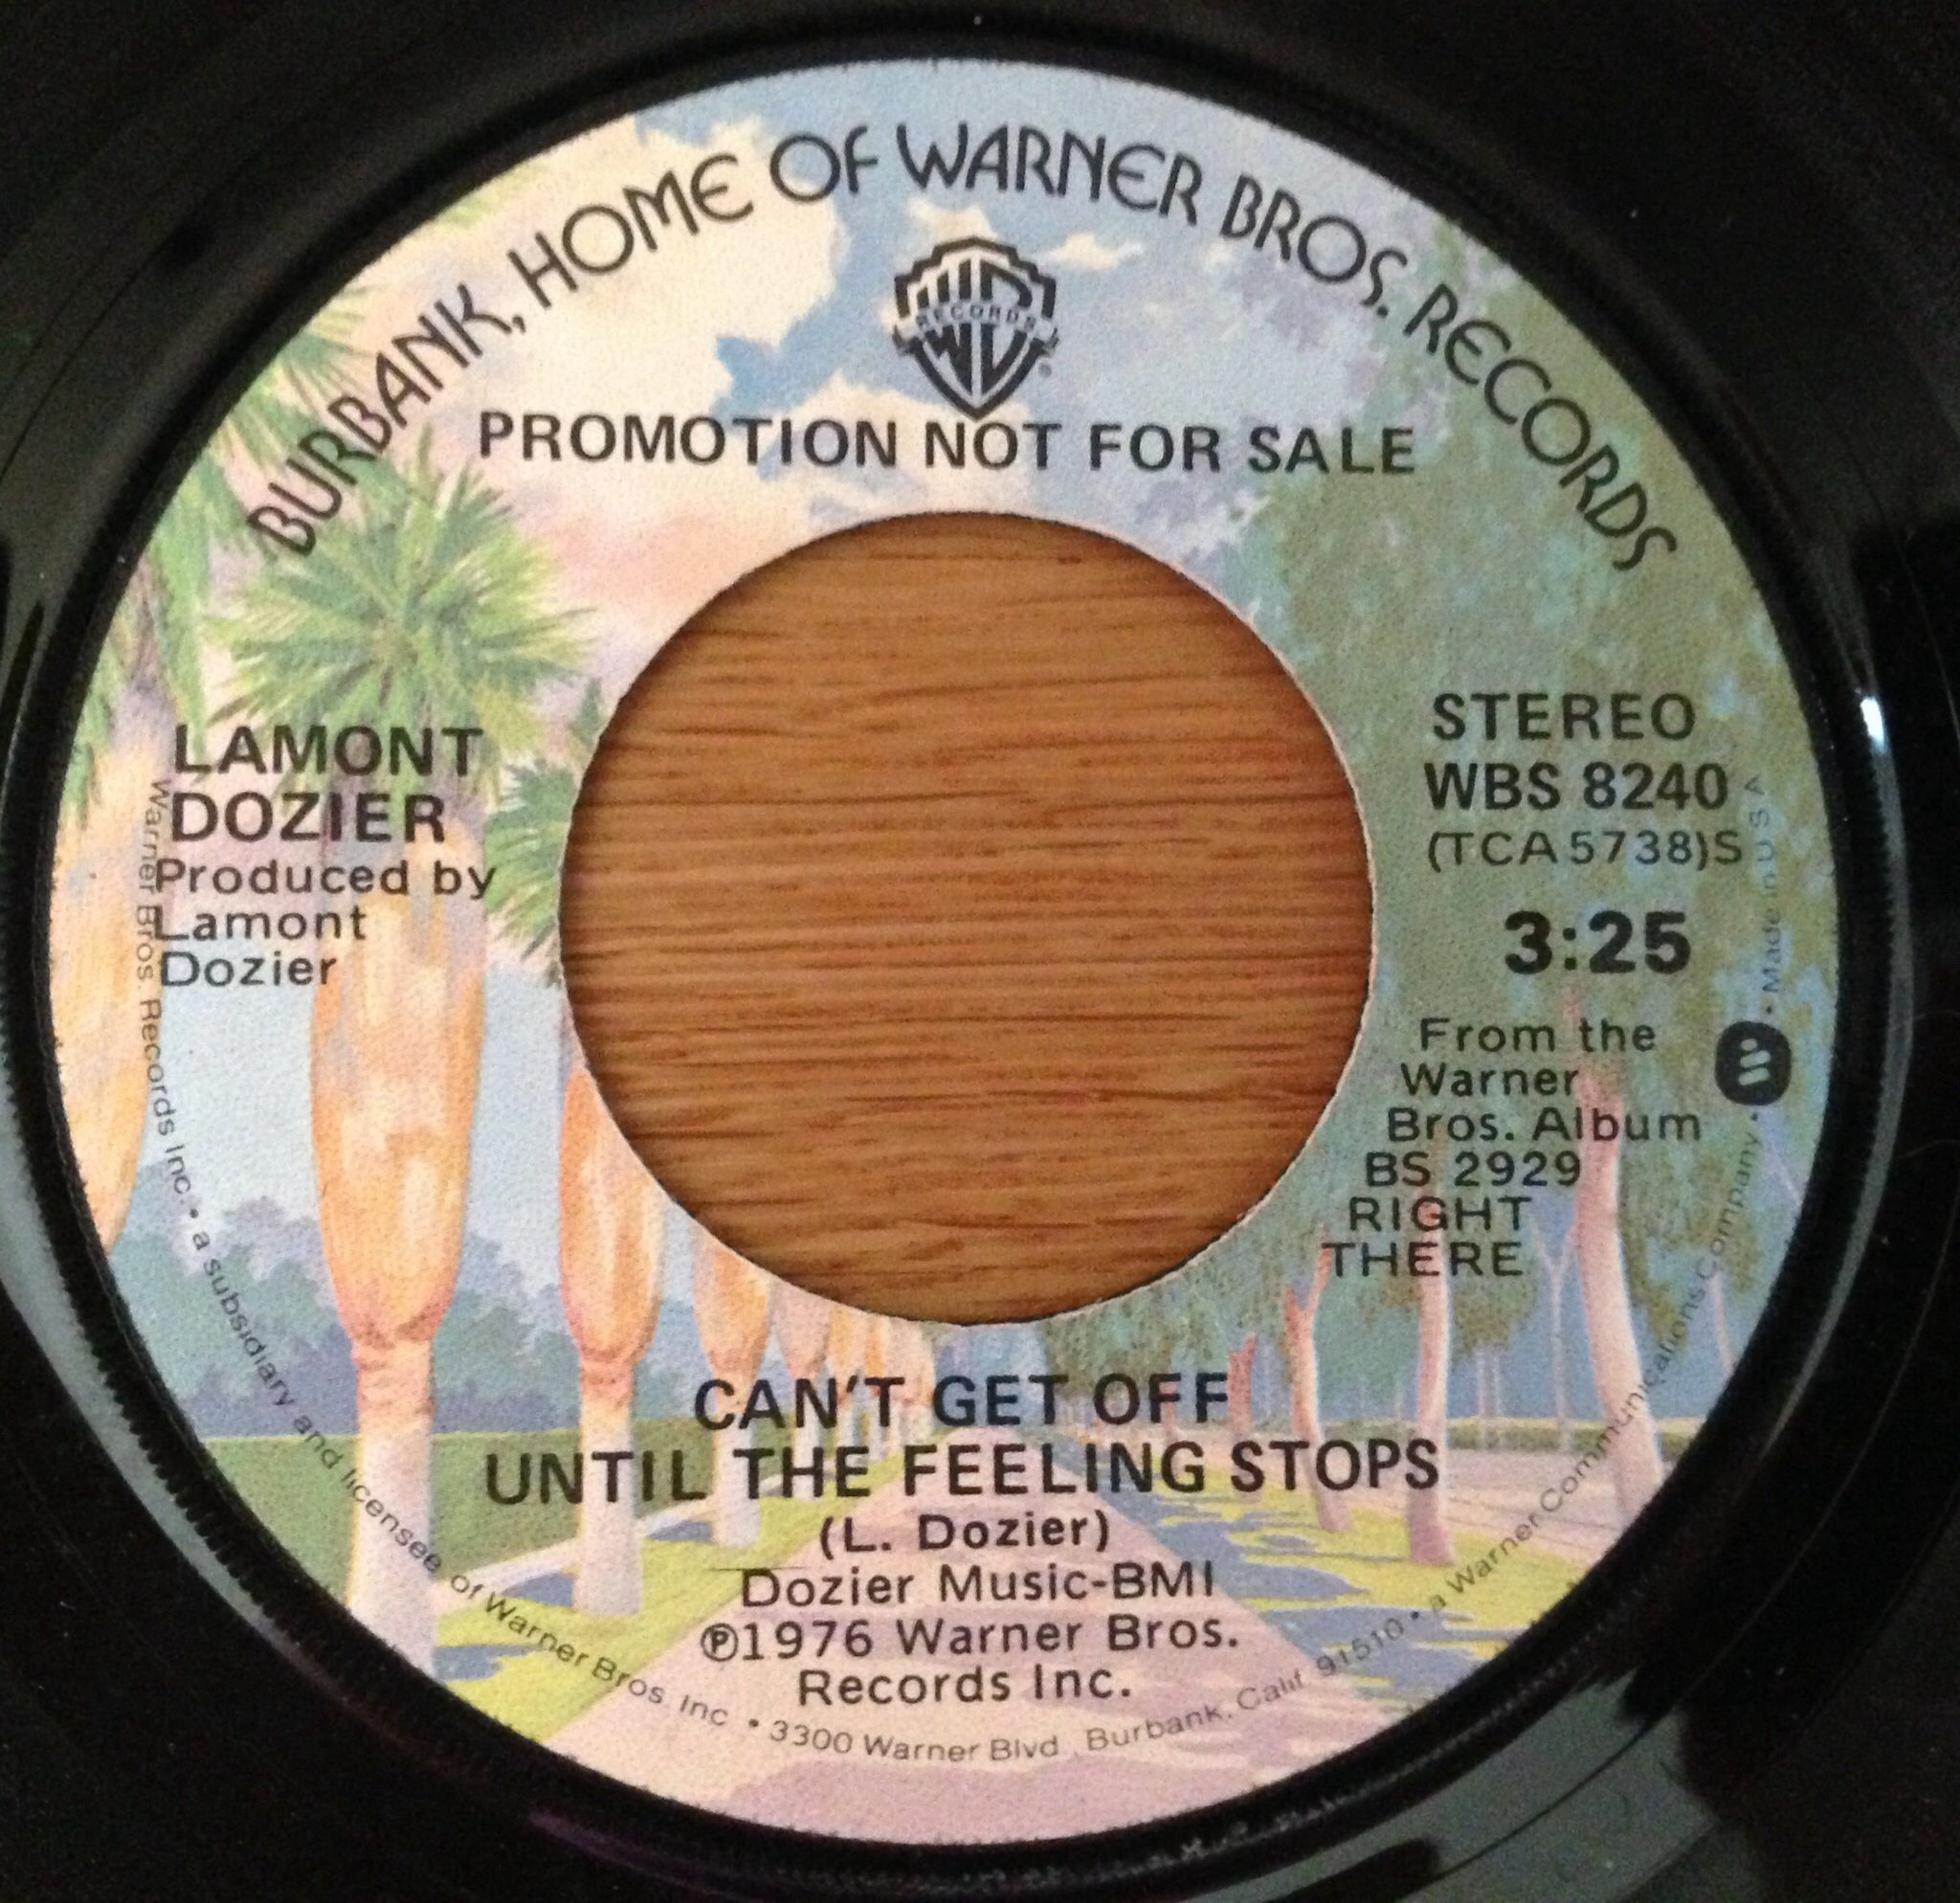 BURBANK, HOME OF WARNER BROS. RECORDS
RECORDS
PROMOTION NOT FOR SALE
LAMONT
DOZIER
Produced by
Lamont
Dozier
STEREO
WBS 8240
(TCA 5738)S
3:25
From the
Warner
Bros. Album
BS 2929
RIGHT
THERE
CAN'T GET OFF
UNTIL THE FEELING STOPS
(L. Dozier)
Dozier Music-BMI
℗1976 Warner Bros.
Records Inc.
Warner Bros Records Inc. • a subsidiary and licensee of Warner Bros. Inc • 3300 Warner Blvd., Burbank, Calif 91510 • a Warner Communications Company • • Made in U S A